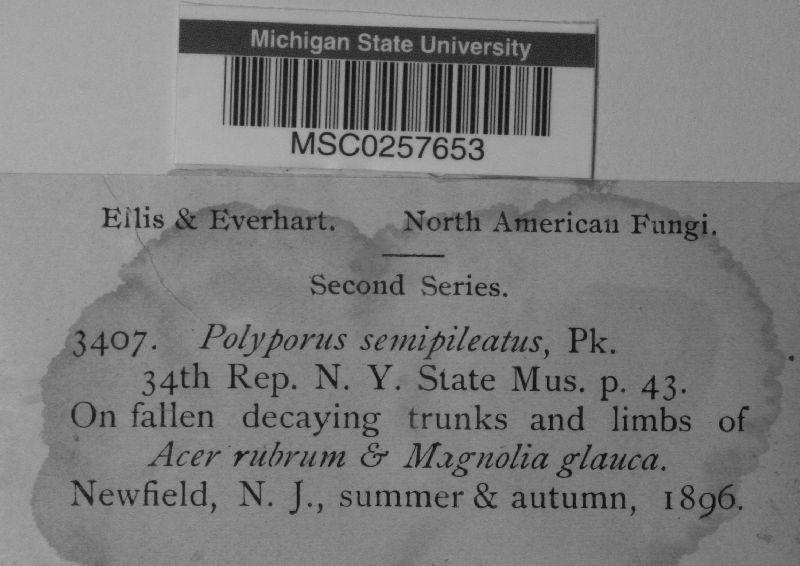 Michigan State University
MSC0257653
Ellis & Everhart. North American Fungi.
Second Series.
3407. Polyporus semipileatus, Pk.
34th Rep. N. Y. State Mus. p. 43.
On fallen decaying trunks and limbs of
Acer rubrum & Magnolia glauca.
Newfield, N. J., summer & autumn, 1896.